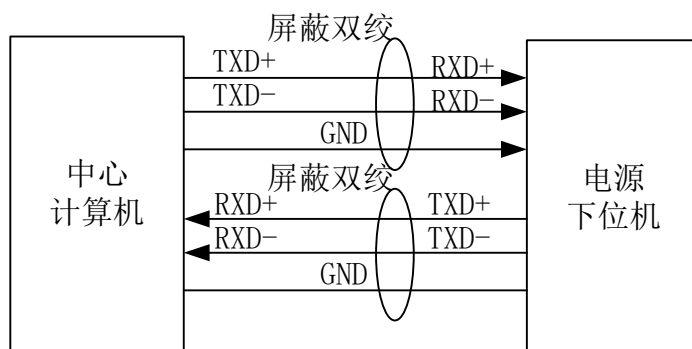 屏蔽双绞
TXD+ RXD+
TXD- RXD-
GND
中心
计算机
电源
下位机
屏蔽双绞
RXD+ TXD+
RXD- TXD-
GND